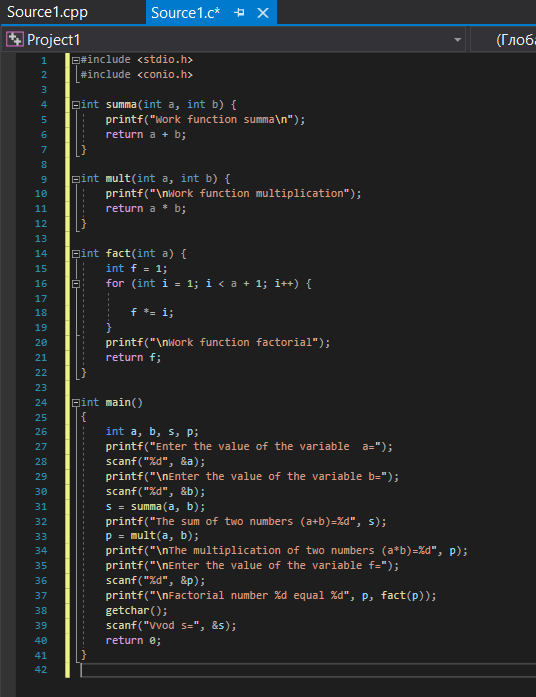 Source1.cpp
Source1.c*
Project1
(Глоба
1 #include <stdio.h>
2 #include <conio.h>
3
4 int summa(int a, int b) {
5 printf("Work function summa\n");
6 return a + b;
7 }
8
9 int mult(int a, int b) {
10 printf("\nWork function multiplication");
11 return a * b;
12 }
13
14 int fact(int a) {
15 int f = 1;
16 for (int i = 1; i < a + 1; i++) {
17
18 f *= i;
19 }
20 printf("\nWork function factorial");
21 return f;
22 }
23
24 int main()
25 {
26 int a, b, s, p;
27 printf("Enter the value of the variable  a=");
28 scanf("%d", &a);
29 printf("\nEnter the value of the variable b=");
30 scanf("%d", &b);
31 s = summa(a, b);
32 printf("The sum of two numbers (a+b)=%d", s);
33 p = mult(a, b);
34 printf("\nThe multiplication of two numbers (a*b)=%d", p);
35 printf("\nEnter the value of the variable f=");
36 scanf("%d", &p);
37 printf("\nFactorial number %d equal %d", p, fact(p));
38 getchar();
39 scanf("Vvod s=", &s);
40 return 0;
41 }
42